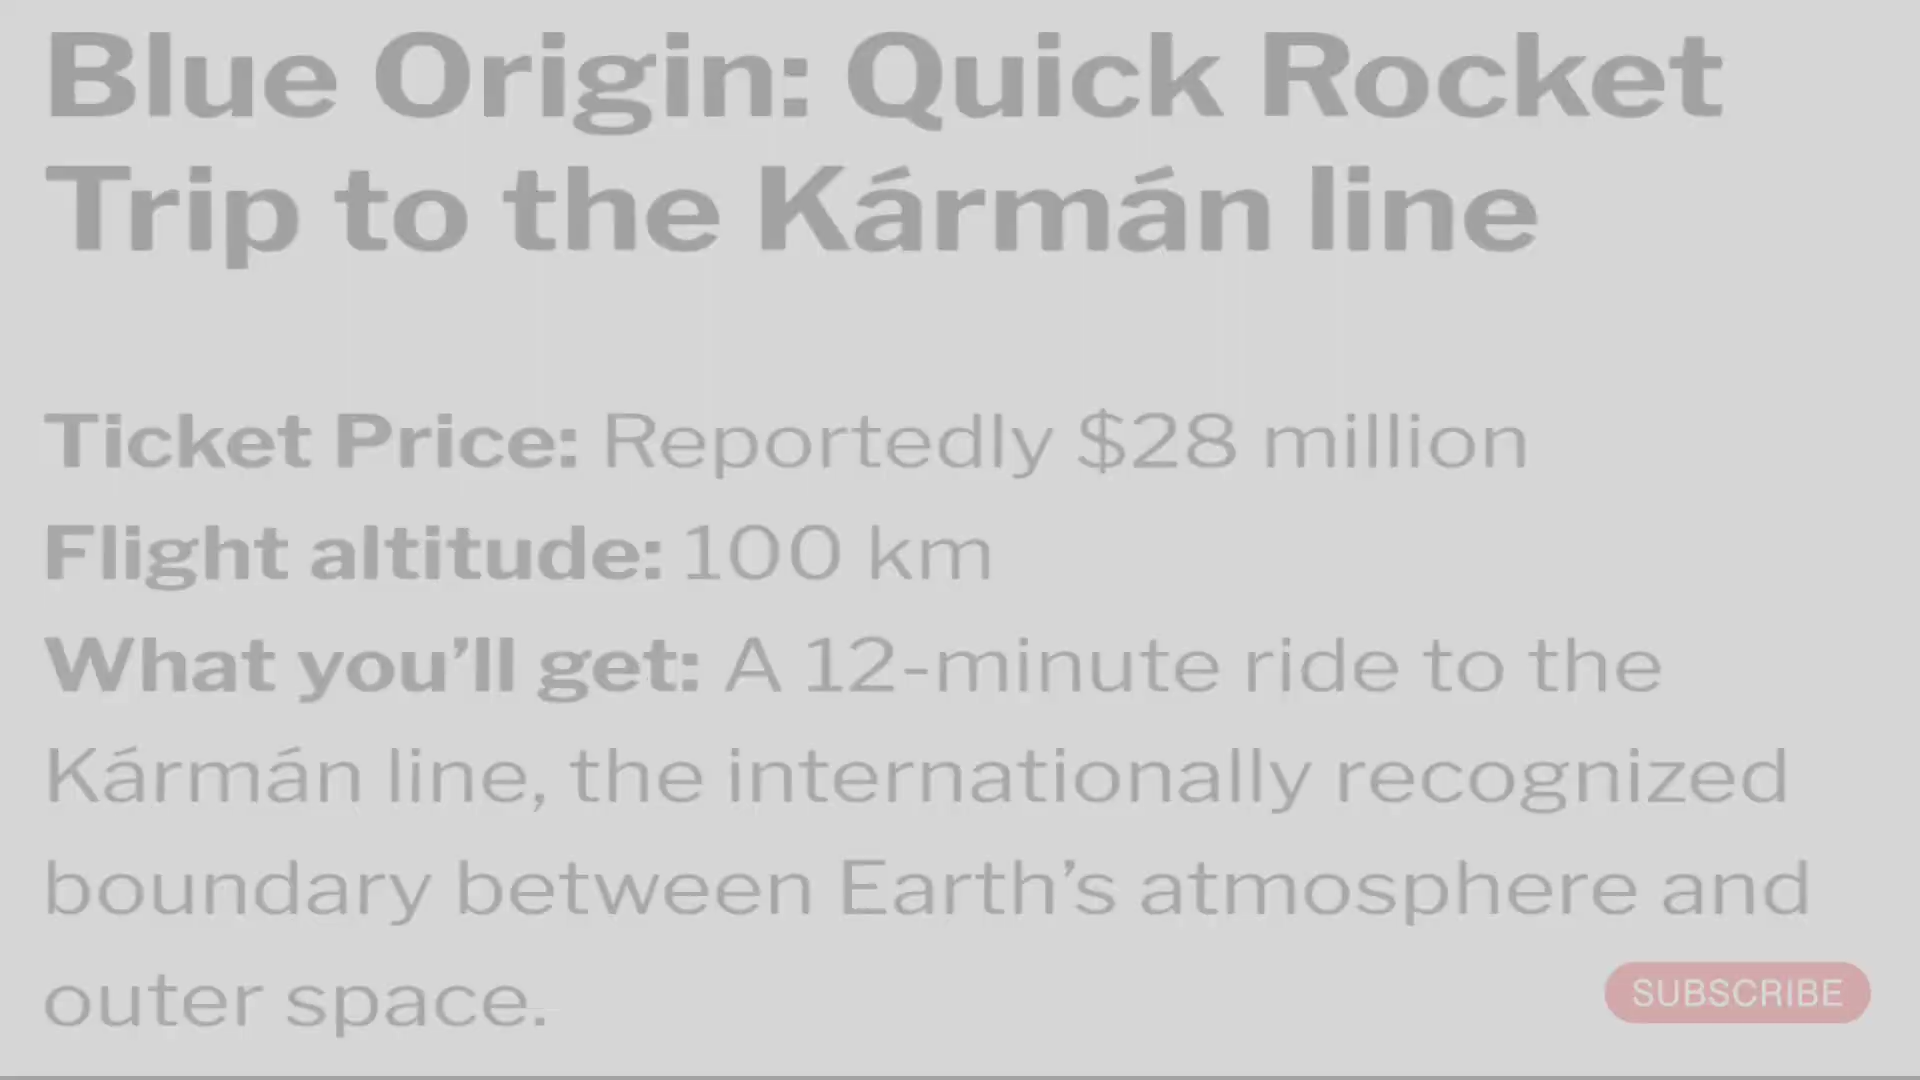 Blue Origin: Quick Rocket
Trip to the Kármán line
Ticket Price: Reportedly $28 million
Flight altitude: 100 km
What you’ll get: A 12-minute ride to the
Kármán line, the internationally recognized
boundary between Earth’s atmosphere and
outer space.
SUBSCRIBE